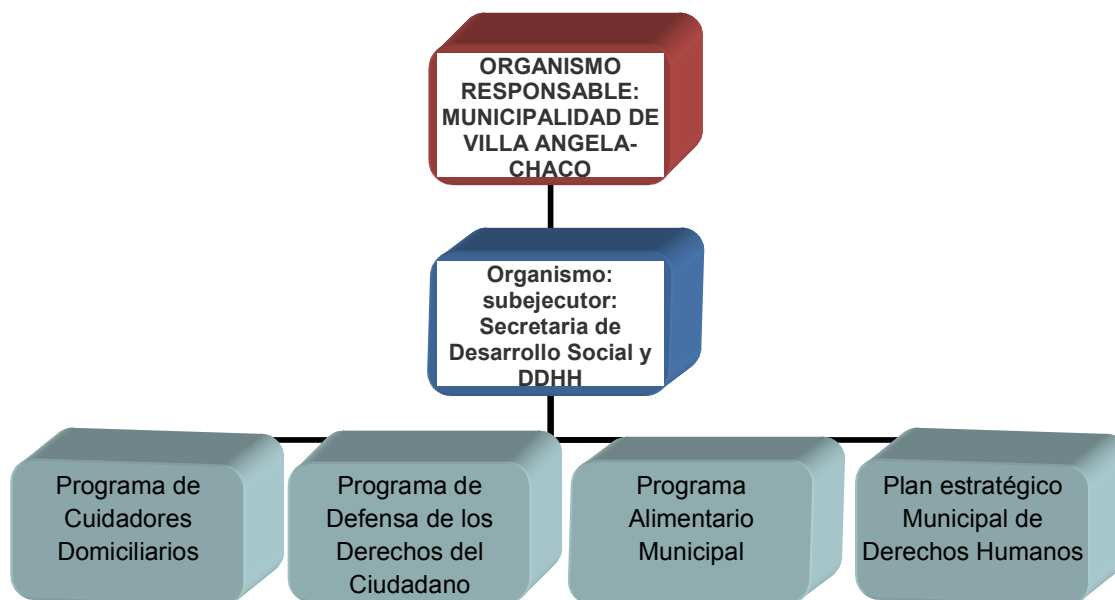 ORGANISMO
RESPONSABLE:
MUNICIPALIDAD DE
VILLA ANGELA-
CHACO
Organismo:
subejecutor:
Secretaria de
Desarrollo Social y
DDHH
Programa de
Cuidadores
Domiciliarios
Programa de
Defensa de los
Derechos del
Ciudadano
Programa
Alimentario
Municipal
Plan estratégico
Municipal de
Derechos Humanos